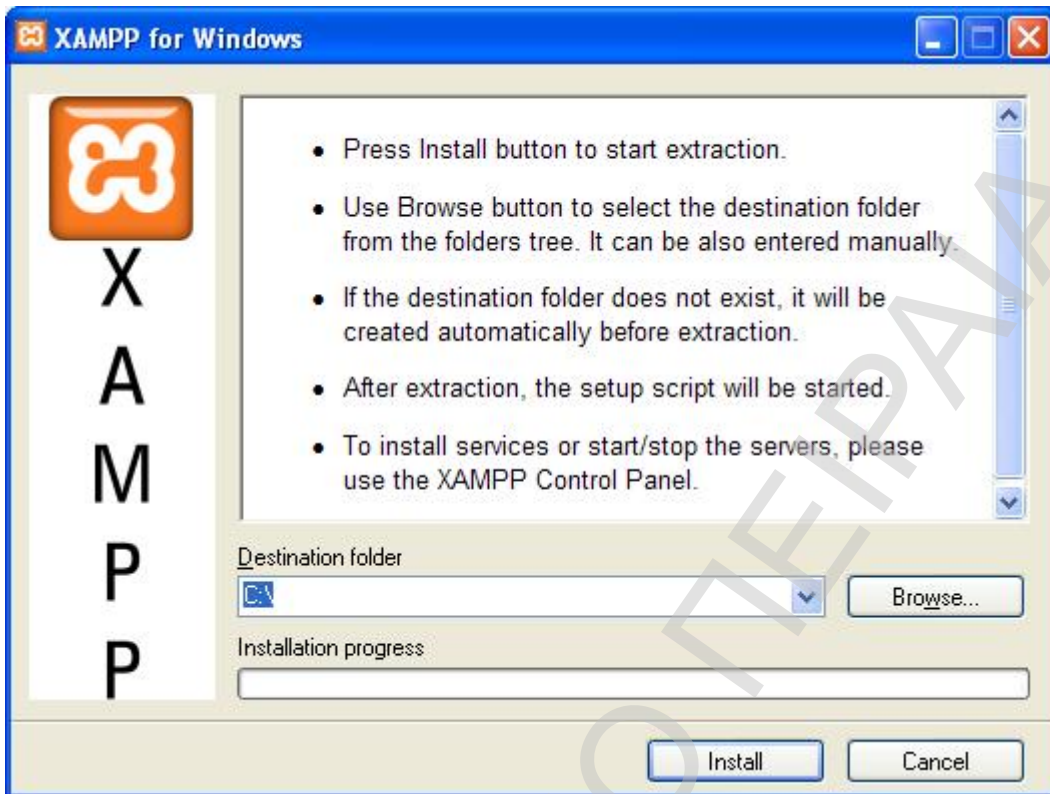 XAMPP for Windows
X
A
M
P
P
• Press Install button to start extraction.
• Use Browse button to select the destination folder
from the folders tree. It can be also entered manually.
• If the destination folder does not exist, it will be
created automatically before extraction.
• After extraction, the setup script will be started.
• To install services or start/stop the servers, please
use the XAMPP Control Panel.
Destination folder
C:\
Browse...
Installation progress
Install
Cancel
Ο ΠΕΙΡΑΙΑ